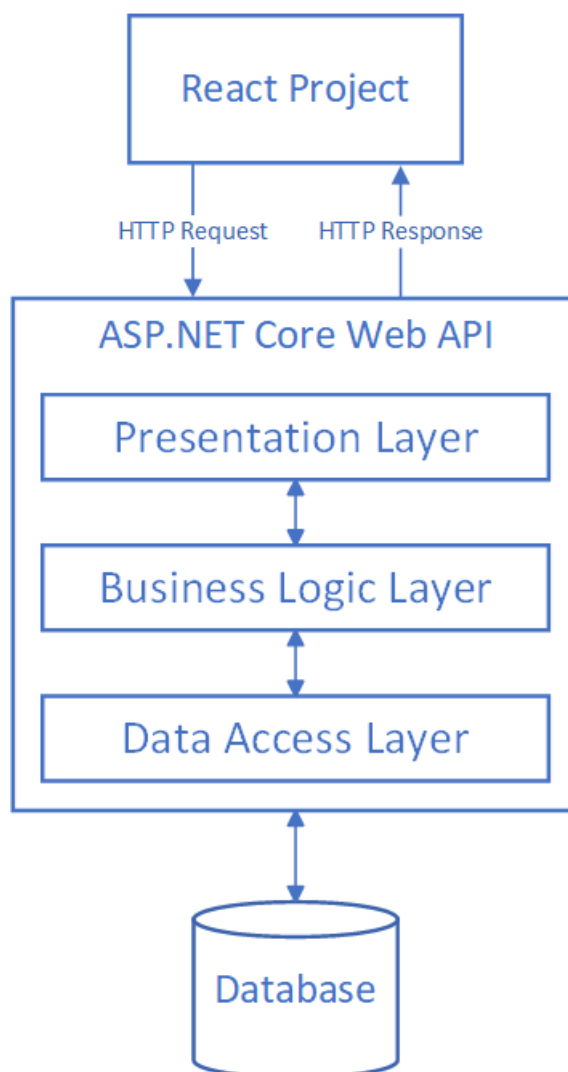 React Project
HTTP Request
HTTP Response
ASP.NET Core Web API
Presentation Layer
Business Logic Layer
Data Access Layer
Database